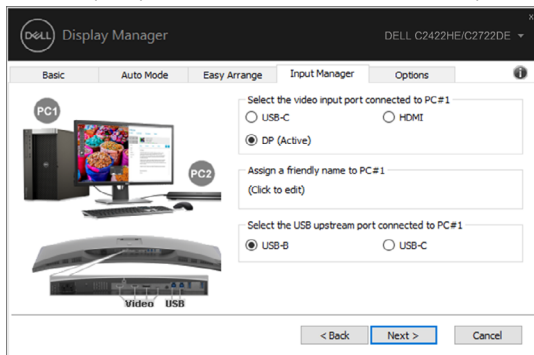 DELL Display Manager
DELL C2422HE/C2722DE
Basic Auto Mode Easy Arrange Input Manager Options
PC1
PC2
Video USB
Select the video input port connected to PC#1
USB-C HDMI
DP (Active)
Assign a friendly name to PC#1
(Click to edit)
Select the USB upstream port connected to PC#1
USB-B USB-C
< Back Next > Cancel